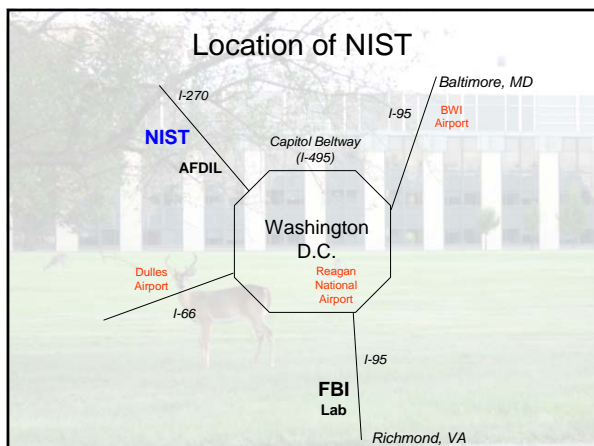 Location of NIST
I-270
Baltimore, MD
NIST
I-95
BWI
Airport
AFDIL
Capitol Beltway
(I-495)
Washington
D.C.
Dulles
Airport
Reagan
National
Airport
I-66
I-95
FBI
Lab
Richmond, VA